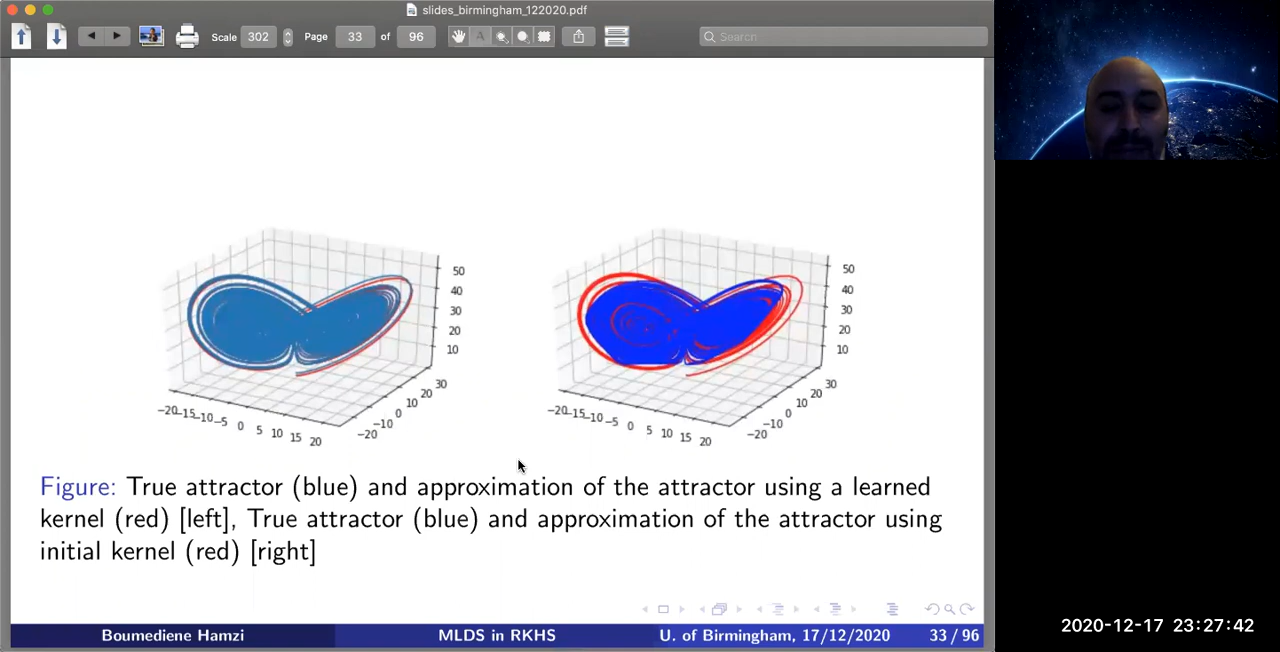 slides_birmingham_122020.pdf
Scale 302 Page 33 of 96 Search
50
40
30
20
10
30
20
10
0
−10
−20
−20 −15 −10 −5 0 5 10 15 20
50
40
30
20
10
30
20
10
0
−10
−20
−20 −15 −10 −5 0 5 10 15 20
Figure: True attractor (blue) and approximation of the attractor using a learned
kernel (red) [left], True attractor (blue) and approximation of the attractor using
initial kernel (red) [right]
Boumediene Hamzi MLDS in RKHS U. of Birmingham, 17/12/2020 33 / 96
2020-12-17 23:27:42